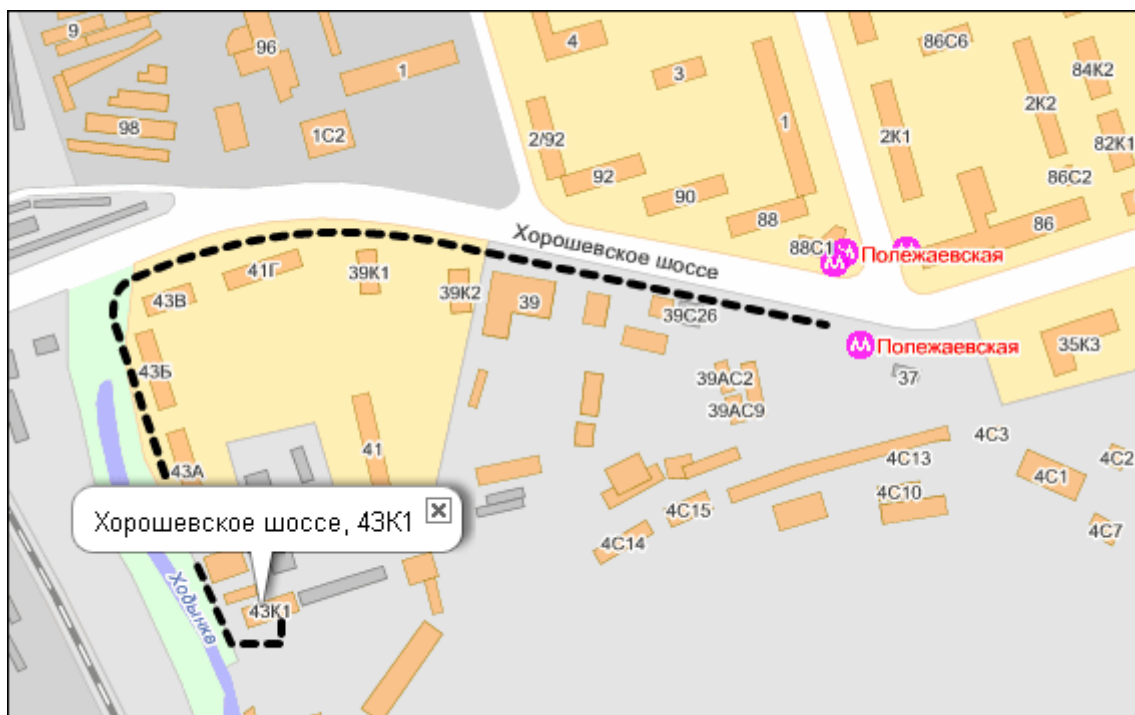 9
96
4
86С6
1
3
84К2
2К2
98
1С2
2/92
1
2К1
82К1
92
90
86С2
88
86
Хорошевское шоссе
88С1
Полежаевская
41Г
39К1
43В
39К2
39
39С26
Полежаевская
35К3
43Б
39АС2
37
39АС9
41
4С3
43А
4С13
4С1
4С2
4С10
Хорошевское шоссе, 43К1
4С15
4С7
4С14
Ходынка
43К1